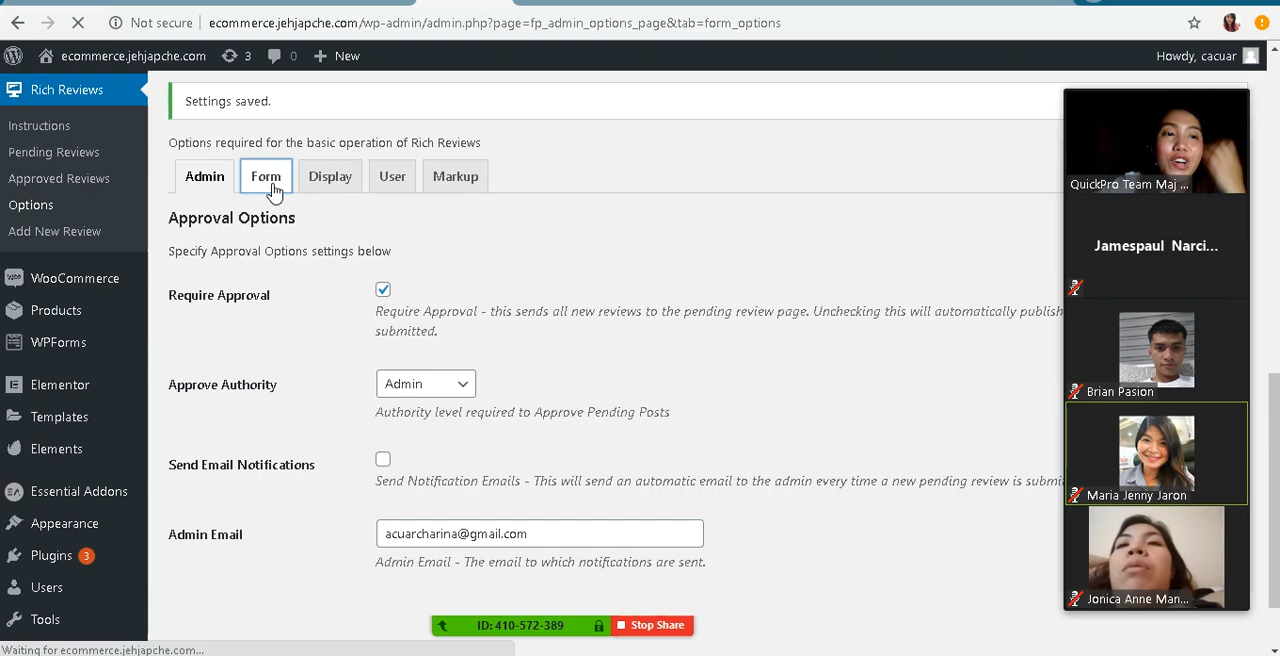 Not secure
ecommerce.jehjapche.com/wp-admin/admin.php?page=fp_admin_options_page&tab=form_options
ecommerce.jehjapche.com
3
0
New
Howdy, cacuar
Rich Reviews
Instructions
Pending Reviews
Approved Reviews
Options
Add New Review
WooCommerce
Products
WPForms
Elementor
Templates
Elements
Essential Addons
Appearance
Plugins 3
Users
Tools
Settings saved.
Options required for the basic operation of Rich Reviews
Admin
Form
Display
User
Markup
Approval Options
Specify Approval Options settings below
Require Approval
Require Approval - this sends all new reviews to the pending review page. Unchecking this will automatically publish
submitted.
Approve Authority
Admin
Authority level required to Approve Pending Posts
Send Email Notifications
Send Notification Emails - This will send an automatic email to the admin every time a new pending review is submi
Admin Email
acuarcharina@gmail.com
Admin Email - The email to which notifications are sent.
QuickPro Team Maj ...
Jamespaul Narci...
Brian Pasion
Maria Jenny Jaron
Jonica Anne Man...
ID: 410-572-389
Stop Share
Waiting for ecommerce.jehjapche.com...